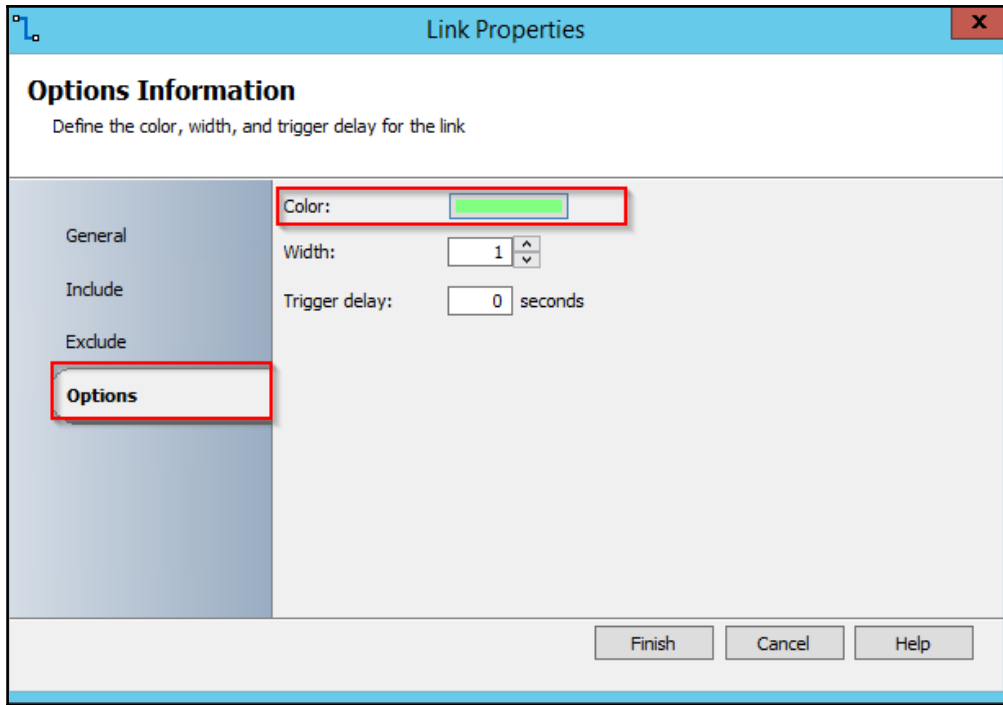 Link Properties
x
Options Information
Define the color, width, and trigger delay for the link
General
Include
Exclude
Options
Color:
Width:
1
Trigger delay:
0 seconds
Finish
Cancel
Help